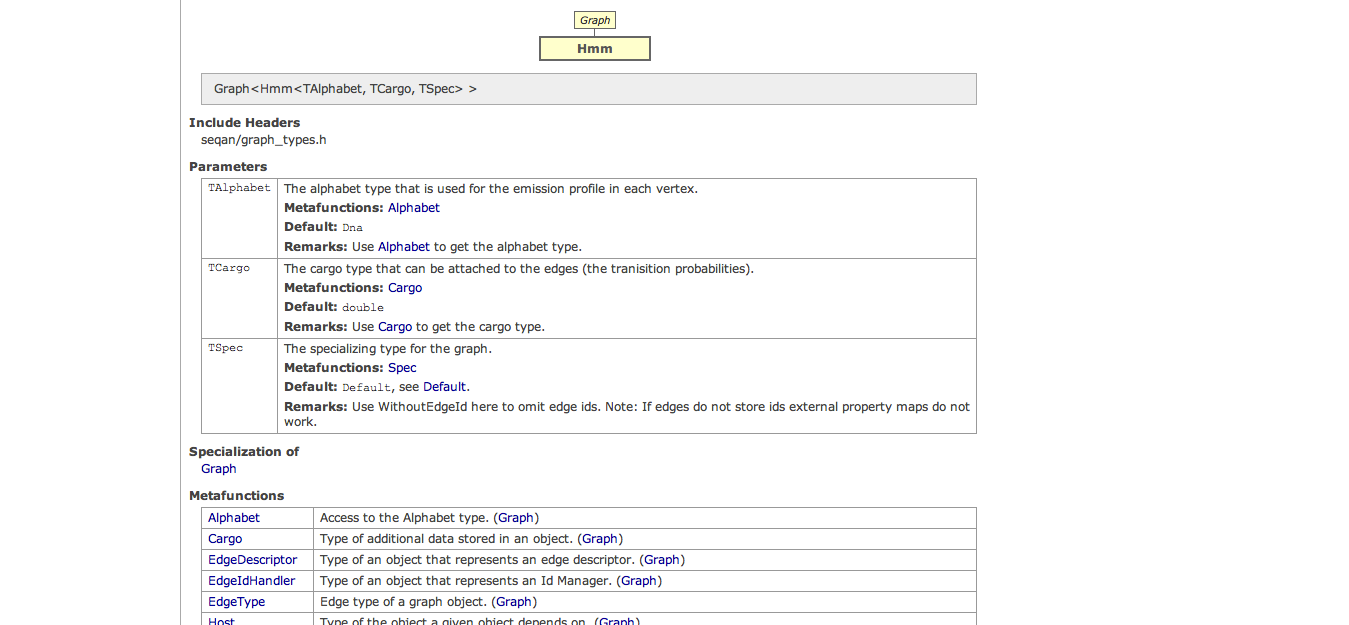 Graph
Hmm
Graph<Hmm<TAlphabet, TCargo, TSpec> >
Include Headers
seqan/graph_types.h
Parameters
TAlphabet
The alphabet type that is used for the emission profile in each vertex.
Metafunctions: Alphabet
Default: Dna
Remarks: Use Alphabet to get the alphabet type.
TCargo
The cargo type that can be attached to the edges (the tranisition probabilities).
Metafunctions: Cargo
Default: double
Remarks: Use Cargo to get the cargo type.
TSpec
The specializing type for the graph.
Metafunctions: Spec
Default: Default, see Default.
Remarks: Use WithoutEdgeId here to omit edge ids. Note: If edges do not store ids external property maps do not
work.
Specialization of
Graph
Metafunctions
Alphabet Access to the Alphabet type. (Graph)
Cargo Type of additional data stored in an object. (Graph)
EdgeDescriptor Type of an object that represents an edge descriptor. (Graph)
EdgeIdHandler Type of an object that represents an Id Manager. (Graph)
EdgeType Edge type of a graph object. (Graph)
Host Type of the object a given object depends on. (Graph)